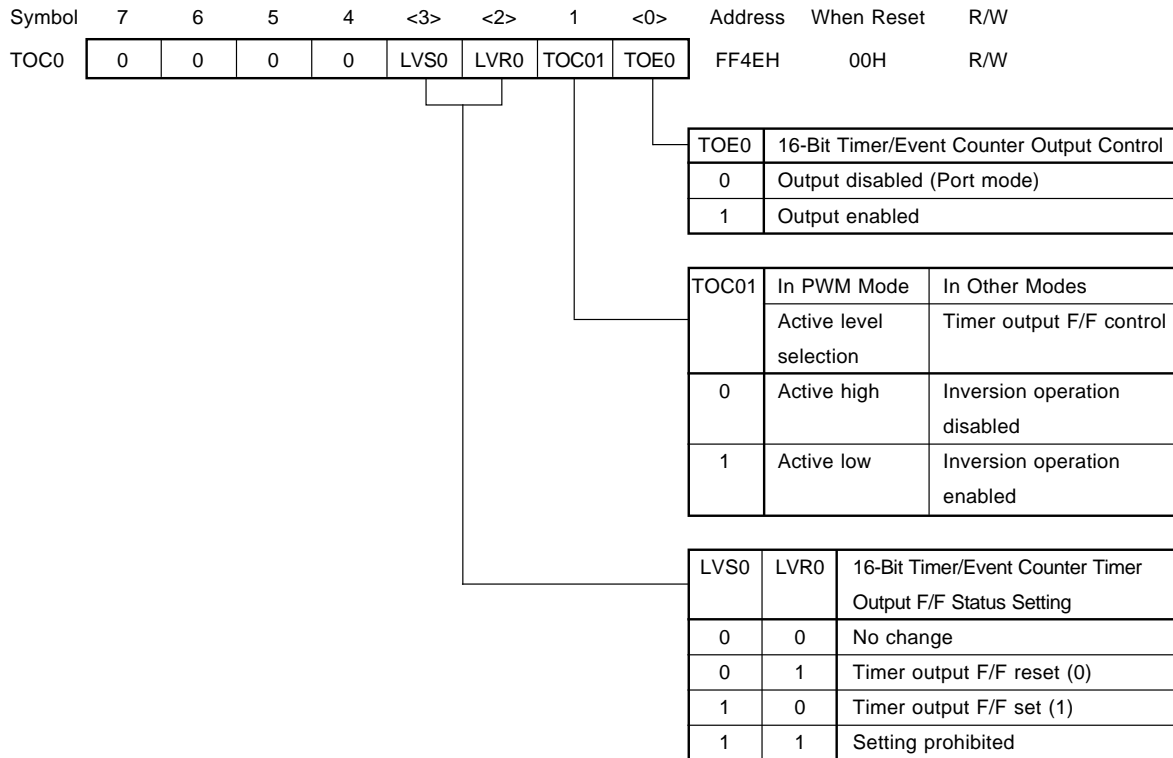 Symbol 7 6 5 4 <3> <2> 1 <0> Address When Reset R/W
TOC0 0 0 0 0 LVS0 LVR0 TOC01 TOE0 FF4EH 00H R/W
TOE0 16-Bit Timer/Event Counter Output Control
0 Output disabled (Port mode)
1 Output enabled
TOC01 In PWM Mode In Other Modes
Active level Timer output F/F control
selection
0 Active high Inversion operation
disabled
1 Active low Inversion operation
enabled
LVS0 LVR0 16-Bit Timer/Event Counter Timer
Output F/F Status Setting
0 0 No change
0 1 Timer output F/F reset (0)
1 0 Timer output F/F set (1)
1 1 Setting prohibited